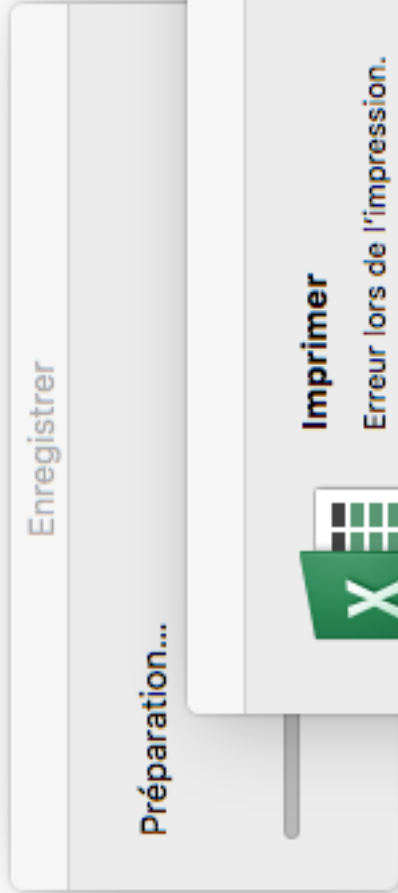 Enregistrer
Préparation...
Imprimer
Erreur lors de l'impression.